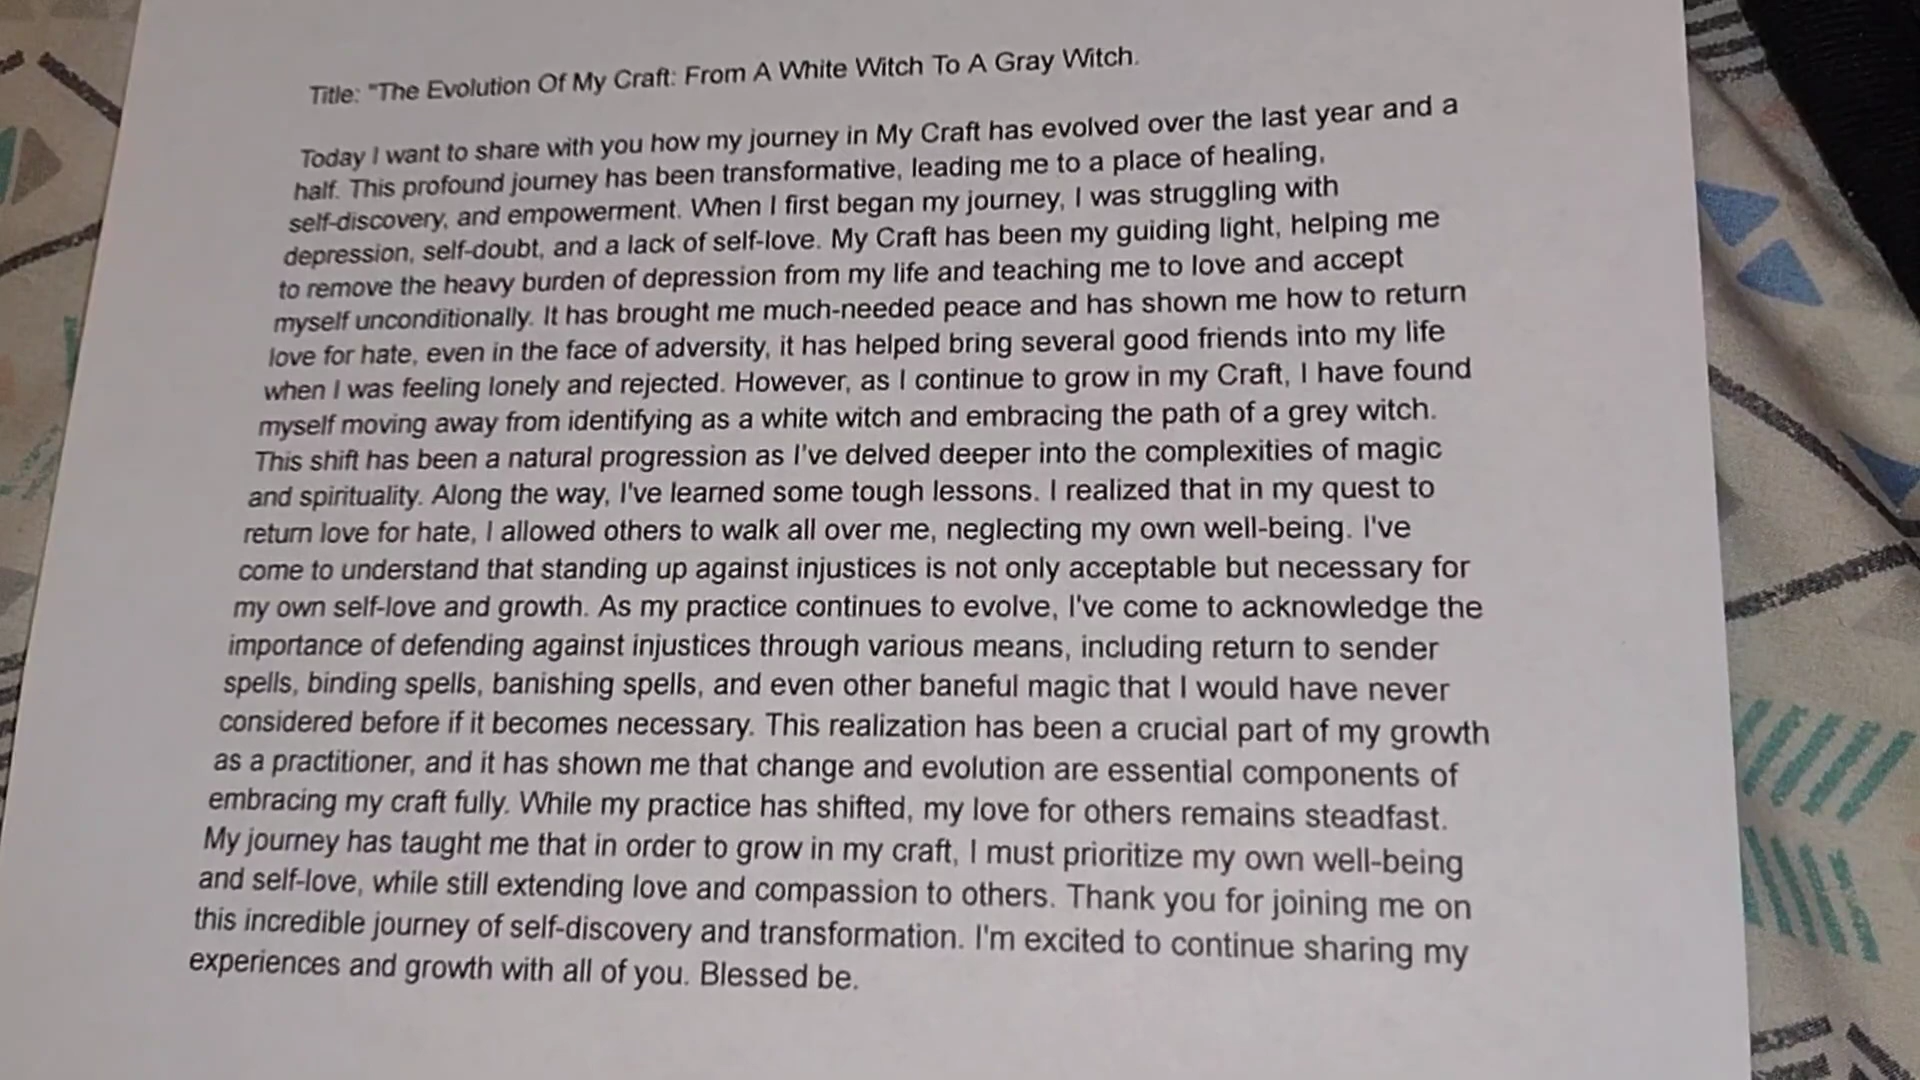 Title: "The Evolution Of My Craft: From A White Witch To A Gray Witch.
Today I want to share with you how my journey in My Craft has evolved over the last year and a
half. This profound journey has been transformative, leading me to a place of healing,
self-discovery, and empowerment. When I first began my journey, I was struggling with
depression, self-doubt, and a lack of self-love. My Craft has been my guiding light, helping me
to remove the heavy burden of depression from my life and teaching me to love and accept
myself unconditionally. It has brought me much-needed peace and has shown me how to return
love for hate, even in the face of adversity, it has helped bring several good friends into my life
when I was feeling lonely and rejected. However, as I continue to grow in my Craft, I have found
myself moving away from identifying as a white witch and embracing the path of a grey witch.
This shift has been a natural progression as I've delved deeper into the complexities of magic
and spirituality. Along the way, I've learned some tough lessons. I realized that in my quest to
return love for hate, I allowed others to walk all over me, neglecting my own well-being. I've
come to understand that standing up against injustices is not only acceptable but necessary for
my own self-love and growth. As my practice continues to evolve, I've come to acknowledge the
importance of defending against injustices through various means, including return to sender
spells, binding spells, banishing spells, and even other baneful magic that I would have never
considered before if it becomes necessary. This realization has been a crucial part of my growth
as a practitioner, and it has shown me that change and evolution are essential components of
embracing my craft fully. While my practice has shifted, my love for others remains steadfast.
My journey has taught me that in order to grow in my craft, I must prioritize my own well-being
and self-love, while still extending love and compassion to others. Thank you for joining me on
this incredible journey of self-discovery and transformation. I'm excited to continue sharing my
experiences and growth with all of you. Blessed be.